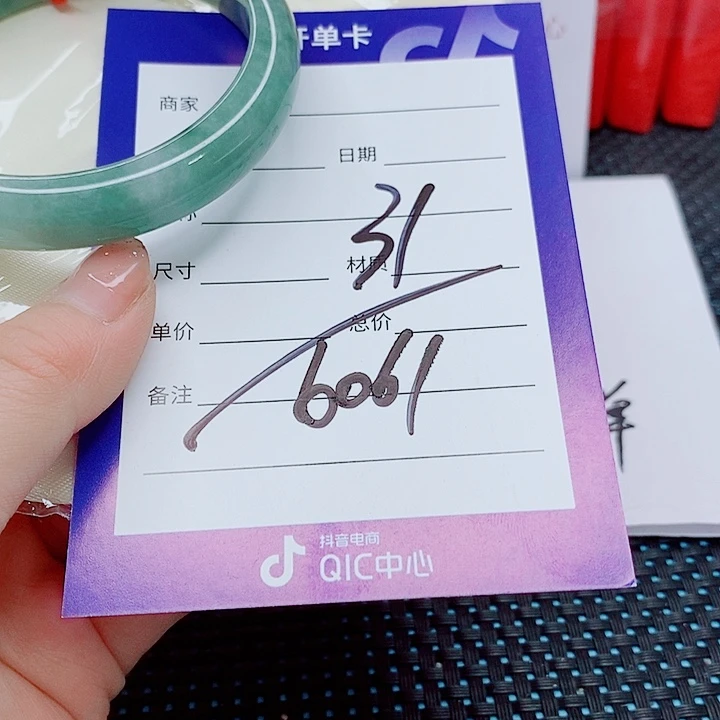 开单卡
商家
日期
尺寸
材质
31
单价
总价
备注
6061
抖音电商
QIC中心